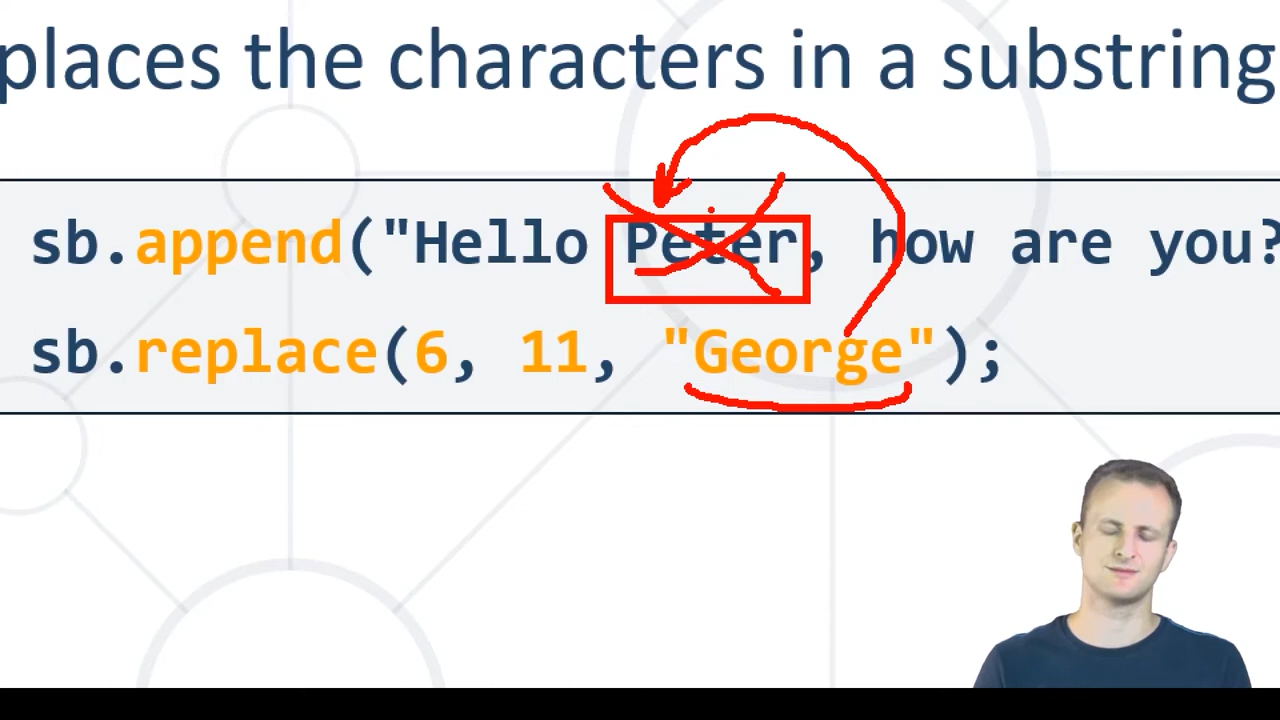 places the characters in a substring
sb.append("Hello Peter, how are you?
sb.replace(6, 11, "George");